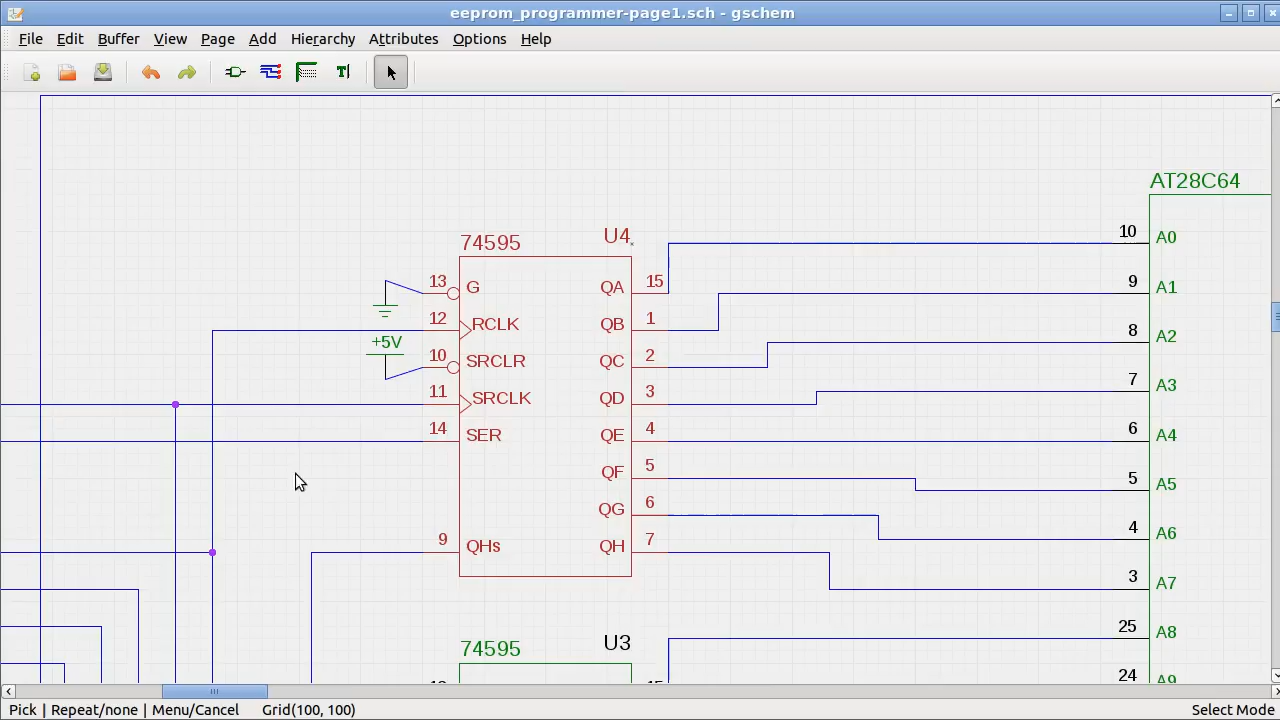 eeprom_programmer-page1.sch - gschem
File Edit Buffer View Page Add Hierarchy Attributes Options Help
AT28C64
74595 U4
10 A0
13 G QA 15 9 A1
12 RCLK QB 1 8 A2
+5V
10 SRCLR QC 2
7 A3
11 SRCLK QD 3
14 SER QE 4 6 A4
QF 5 5 A5
QG 6 4 A6
9 QHs QH 7
3 A7
25 A8
74595 U3
24 A9
Pick | Repeat/none | Menu/Cancel Grid(100, 100) Select Mode